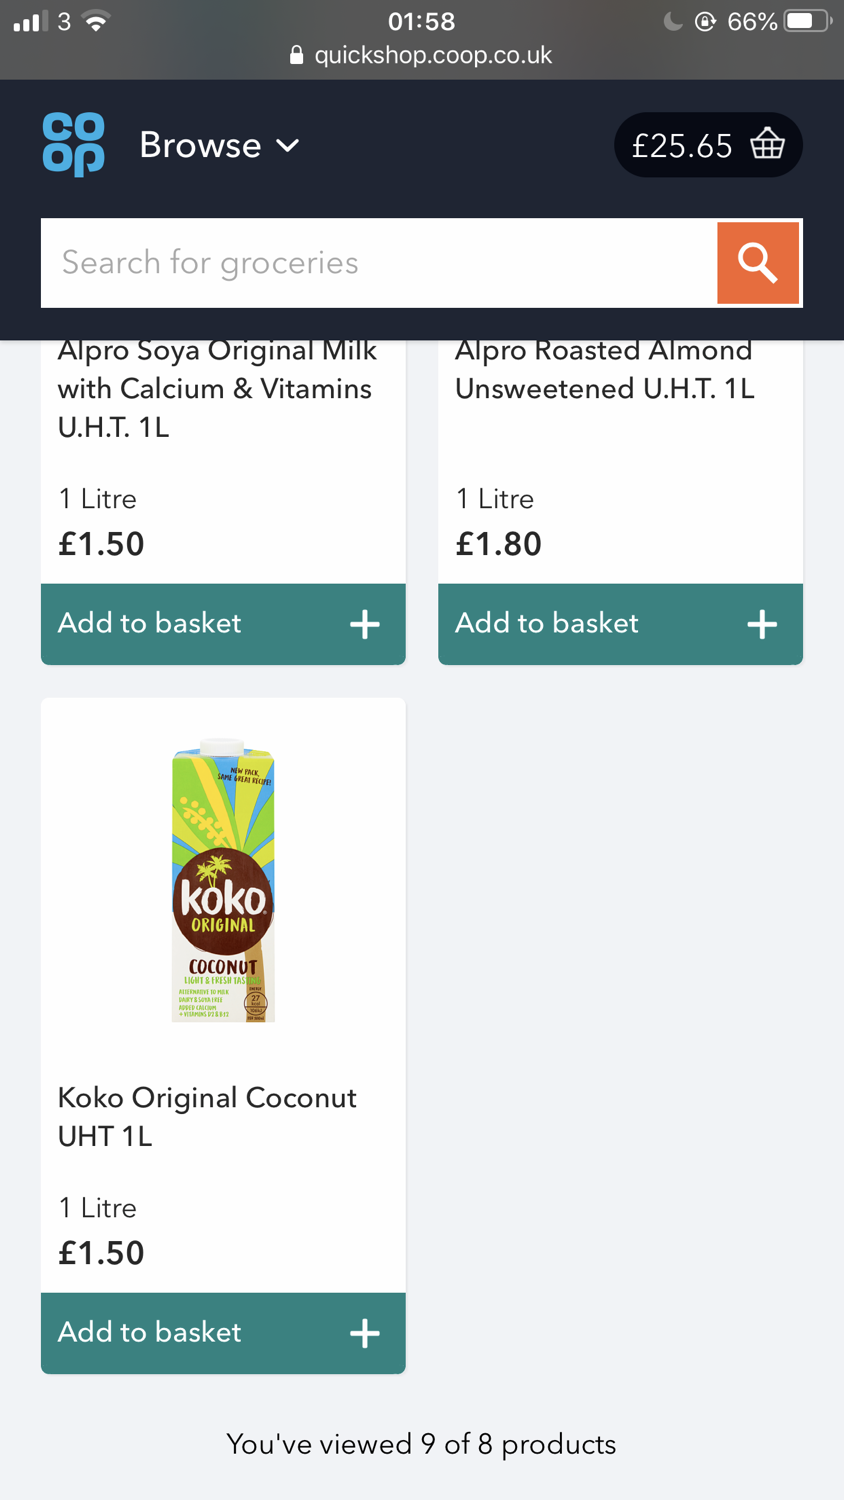 3 01:58 66%
quickshop.coop.co.uk
co
op
Browse £25.65
Search for groceries
Alpro Soya Original Milk
with Calcium & Vitamins
U.H.T. 1L
1 Litre
£1.50
Add to basket +
Alpro Roasted Almond
Unsweetened U.H.T. 1L
1 Litre
£1.80
Add to basket +
NEW PACK,
SAME GREAT RECIPE!
koko
ORIGINAL
COCONUT
LIGHT & FRESH
ALTERNATIVE TO MILK
DAIRY & SOYA FREE
ADDED CALCIUM
+ VITAMINS D2 & B12
ENERGY
27
kcal
Koko Original Coconut
UHT 1L
1 Litre
£1.50
Add to basket +
You've viewed 9 of 8 products